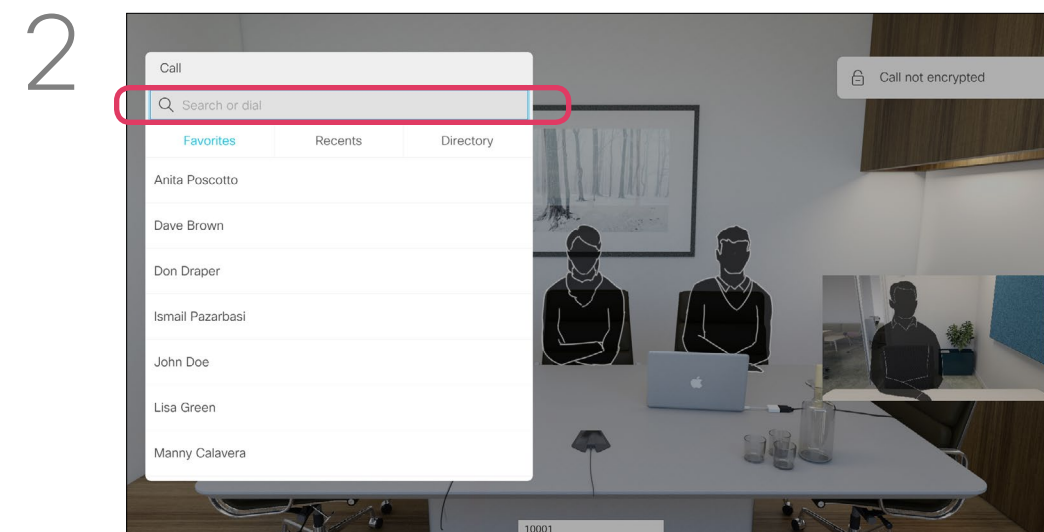 2
Call
Call not encrypted
Search or dial
Favorites Recents Directory
Anita Poscotto
Dave Brown
Don Draper
Ismail Pazarbasi
John Doe
Lisa Green
Manny Calavera
10001